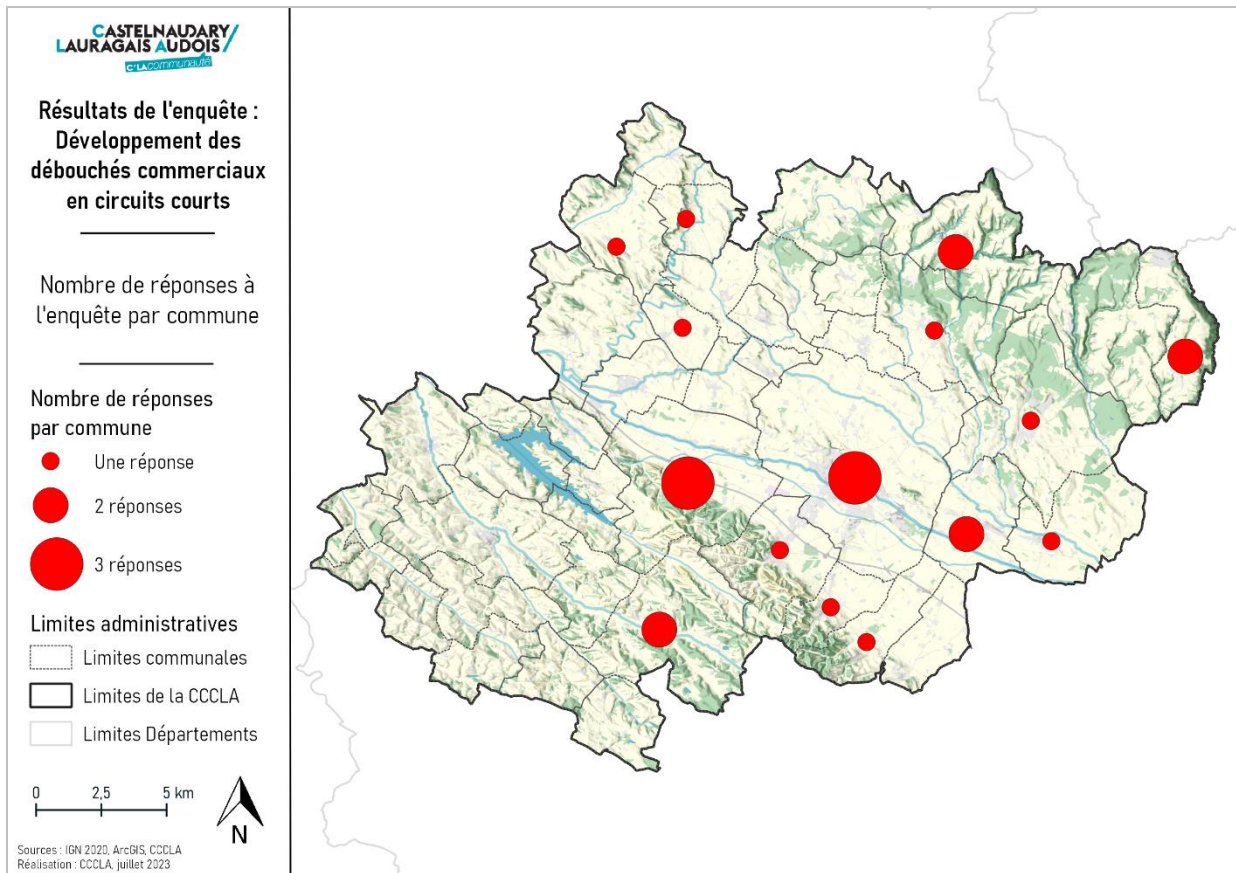 CASTELNAUDARY
LAURAGAIS AUDOIS
C'LA communauté
Résultats de l'enquête :
Développement des
débouchés commerciaux
en circuits courts
Nombre de réponses à
l'enquête par commune
Nombre de réponses
par commune
Une réponse
2 réponses
3 réponses
Limites administratives
Limites communales
Limites de la CCCLA
Limites Départements
0 2,5 5 km
N
Sources : IGN 2020, ArcGIS, CCCLA
Réalisation : CCCLA, juillet 2023